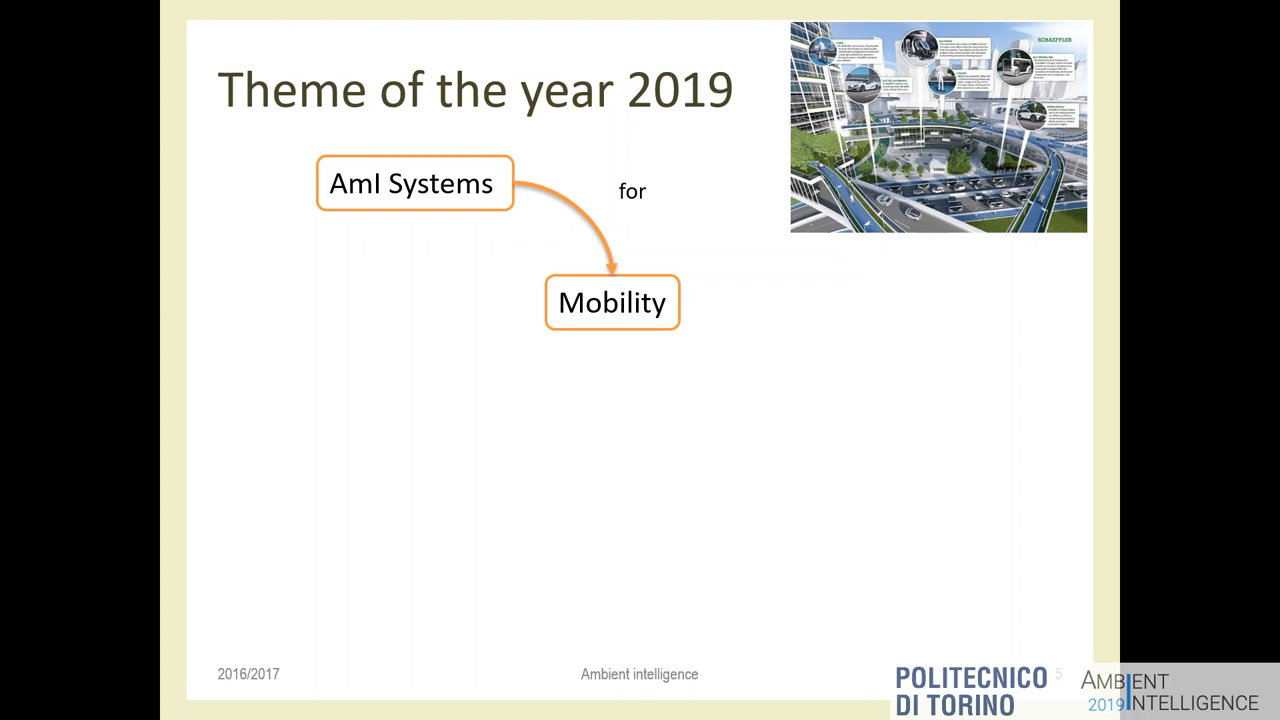 Theme of the year 2019
SCHAEFFLER
AmI Systems
for
Mobility
2016/2017
Ambient intelligence
5
POLITECNICO
DI TORINO
AMBIENT
2019 INTELLIGENCE